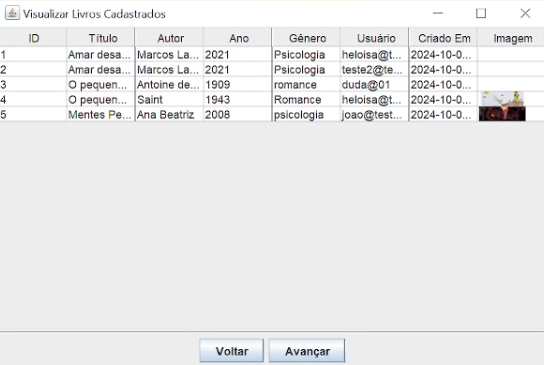 Visualizar Livros Cadastrados
ID Título Autor Ano Gênero Usuário Criado Em Imagem
1 Amar desa... Marcos La... 2021 Psicologia heloisa@t... 2024-10-0...
2 Amar desa... Marcos La... 2021 Psicologia teste2@te... 2024-10-0...
3 O pequen... Antoine de... 1909 romance duda@01 2024-10-0...
4 O pequen... Saint 1943 Romance heloisa@t... 2024-10-0...
5 Mentes Pe... Ana Beatriz 2008 psicologia joao@test... 2024-10-0...
Voltar Avançar